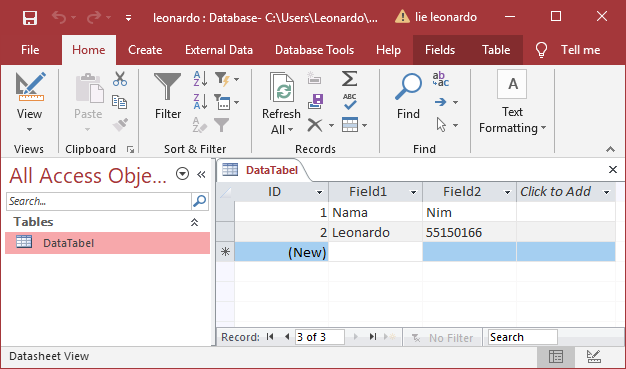 leonardo : Database- C:\Users\Leonardo\... lie leonardo
File Home Create External Data Database Tools Help Fields Table Tell me
View Paste Filter Refresh All Find ab ac ABC A Text Formatting
Views Clipboard Sort & Filter Records Find
All Access Obje...
Search...
Tables
DataTabel
DataTabel
ID Field1 Field2 Click to Add
1 Nama Nim
2 Leonardo 55150166
(New)
Record: 3 of 3 No Filter Search
Datasheet View